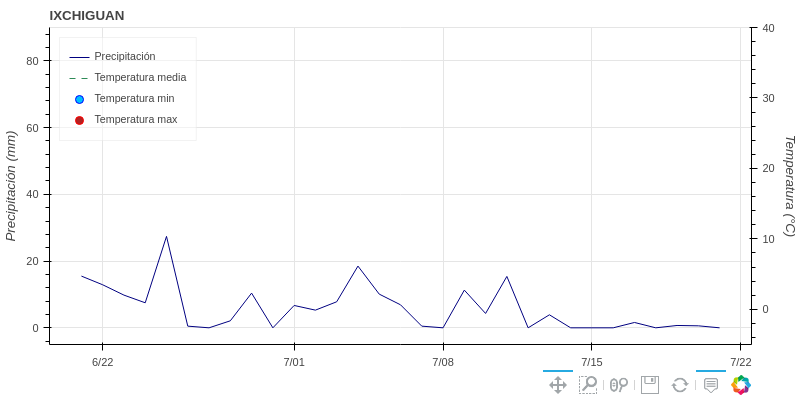 IXCHIGUAN
Precipitación
Temperatura media
Temperatura min
Temperatura max
Precipitación (mm)
80
60
40
20
0
40
30
20
10
0
Temperatura (°C)
6/22
7/01
7/08
7/15
7/22